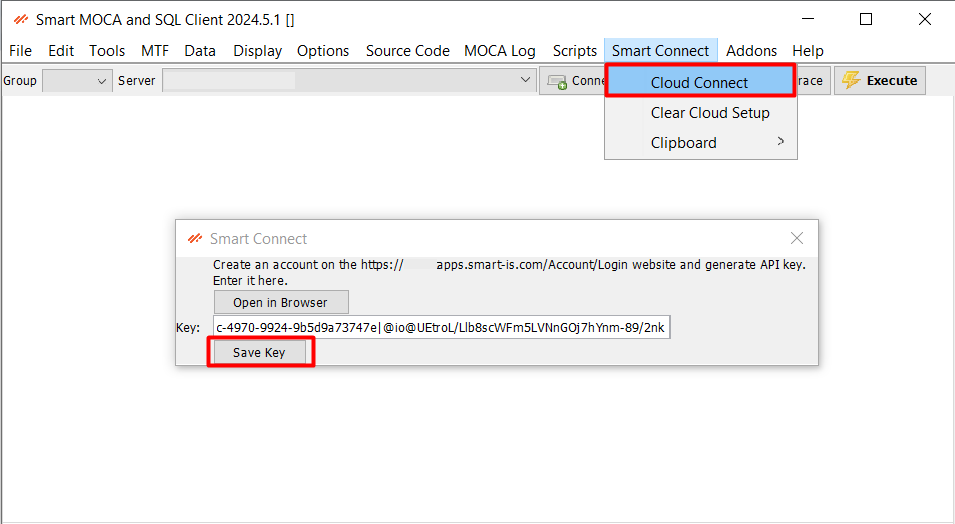 Smart MOCA and SQL Client 2024.5.1 []
File Edit Tools MTF Data Display Options Source Code MOCA Log Scripts Smart Connect Addons Help
Group Server Conne race Execute
Cloud Connect
Clear Cloud Setup
Clipboard >
Smart Connect
Create an account on the https:// apps.smart-is.com/Account/Login website and generate API key.
Enter it here.
Open in Browser
Key: c-4970-9924-9b5d9a73747e|@io@UEtroL/Llb8scWFm5LVNnGOj7hYnm-89/2nk
Save Key